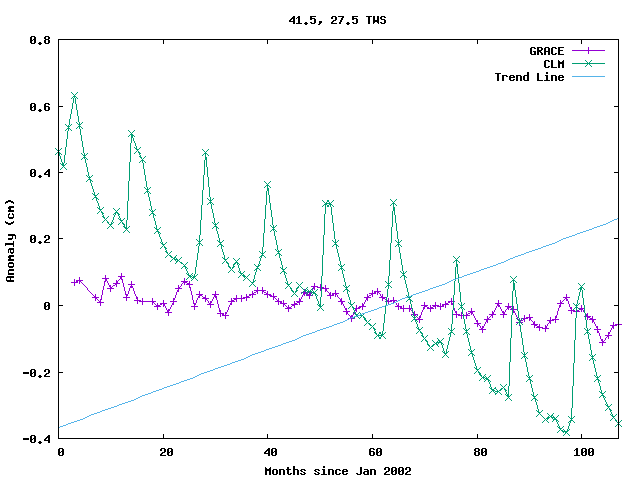 41.5, 27.5 TWS
GRACE
CLM
Trend Line
Anomaly (cm)
0.8
0.6
0.4
0.2
0
-0.2
-0.4
0 20 40 60 80 100
Months since Jan 2002